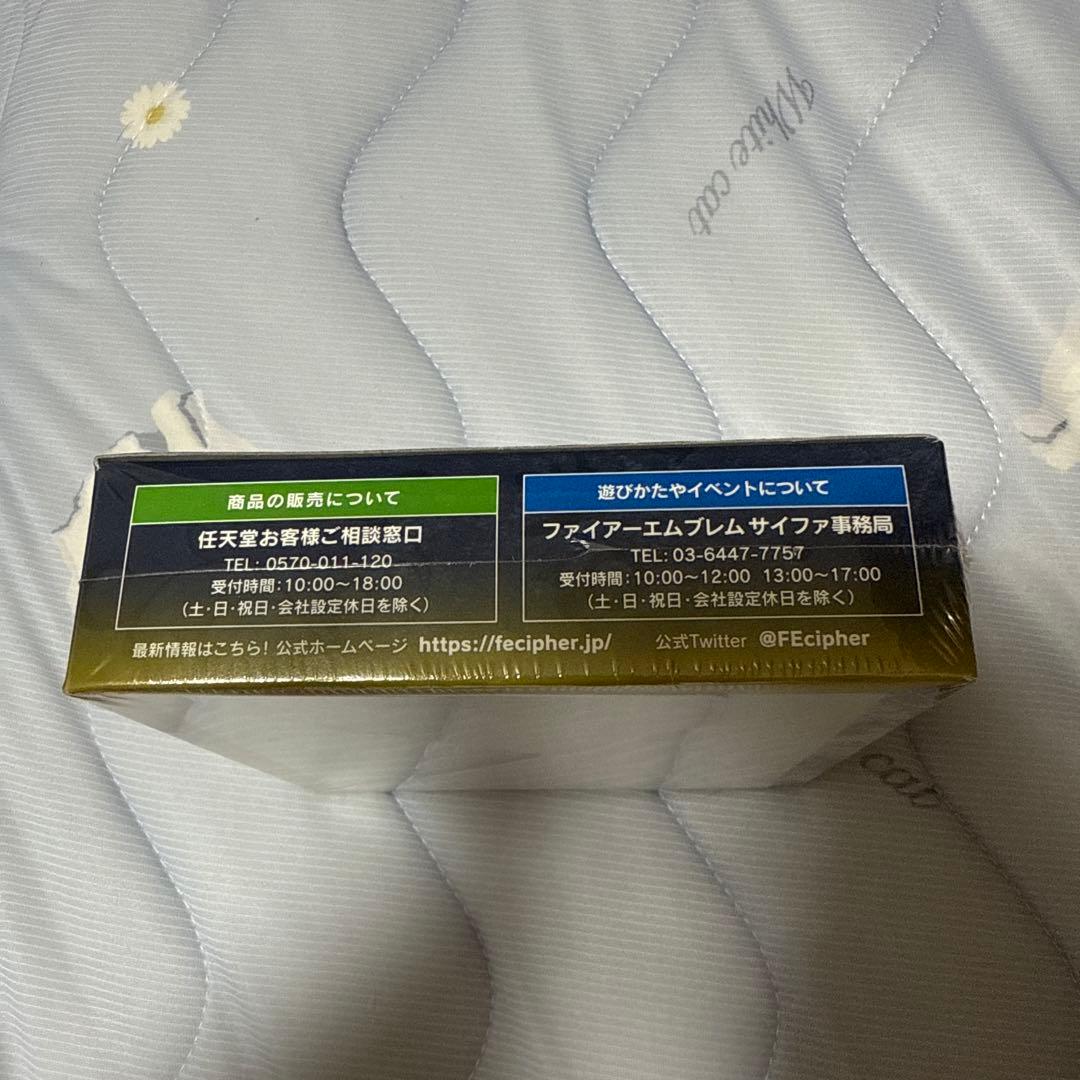 White cat
商品の販売について
任天堂お客様ご相談窓口
TEL: 0570-011-120
受付時間:10:00～18:00
(土・日・祝日・会社設定休日を除く)
遊びかたやイベントについて
ファイアーエムブレム サイファ事務局
TEL: 03-6447-7757
受付時間:10:00～12:00 13:00～17:00
(土・日・祝日・会社設定休日を除く)
最新情報はこちら! 公式ホームページ https://fecipher.jp/ 公式Twitter @FEcipher
cat